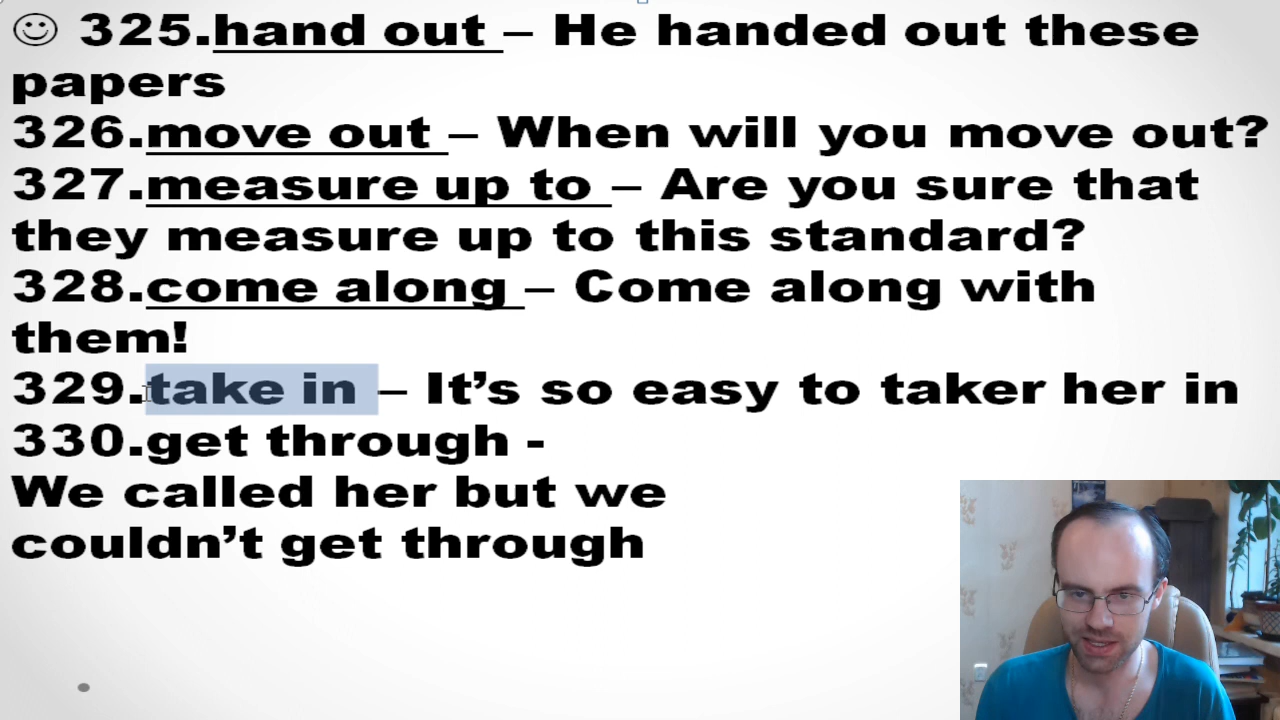 ☺ 325.hand out – He handed out these
papers
326.move out – When will you move out?
327.measure up to – Are you sure that
they measure up to this standard?
328.come along – Come along with
them!
329.take in – It’s so easy to taker her in
330.get through -
We called her but we
couldn’t get through